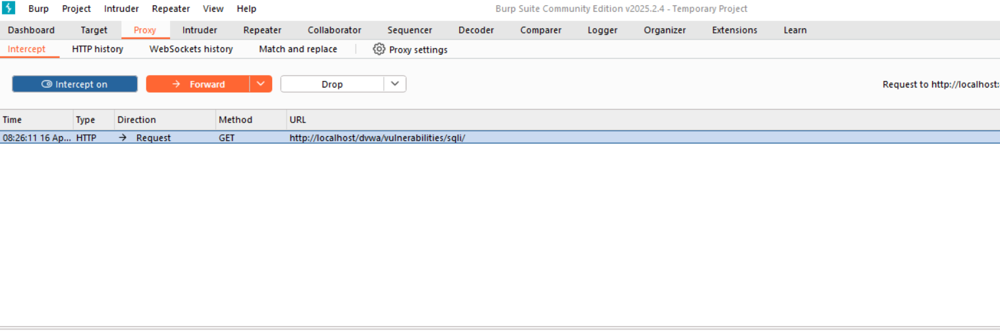 Burp Project Intruder Repeater View Help Burp Suite Community Edition v2025.2.4 - Temporary Project
Dashboard Target Proxy Intruder Repeater Collaborator Sequencer Decoder Comparer Logger Organizer Extensions Learn
Intercept HTTP history WebSockets history Match and replace Proxy settings
Intercept on Forward Drop Request to http://localhost:
Time Type Direction Method URL
08:26:11 16 Ap... HTTP → Request GET http://localhost/dvwa/vulnerabilities/sqli/